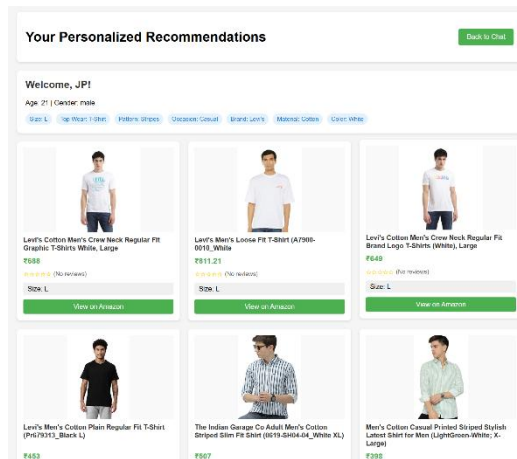 Your Personalized Recommendations
Back to Chat
Welcome, JP!
Age: 21 | Gender: male
Size: L
Top Wear: T-Shirt
Pattern: Stripes
Occasion: Casual
Brand: Levi's
Material: Cotton
Color: White
Levi's Cotton Men's Crew Neck Regular Fit
Graphic T-Shirts White, Large
₹688
(No reviews)
Size: L
View on Amazon
Levi's Men's Loose Fit T-Shirt (A7900-
0010_White
₹811.21
(No reviews)
Size: L
View on Amazon
Levi's Cotton Men's Crew Neck Regular Fit
Brand Logo T-Shirts (White), Large
₹649
(No reviews)
Size: L
View on Amazon
Levi's Men's Cotton Plain Regular Fit T-Shirt
(Pr679313_Black L)
₹453
The Indian Garage Co Adult Men's Cotton
Striped Slim Fit Shirt (0619-SH04-04_White XL)
₹507
Men's Cotton Casual Printed Striped Stylish
Latest Shirt for Men (LightGreen-White; X-
Large)
₹398